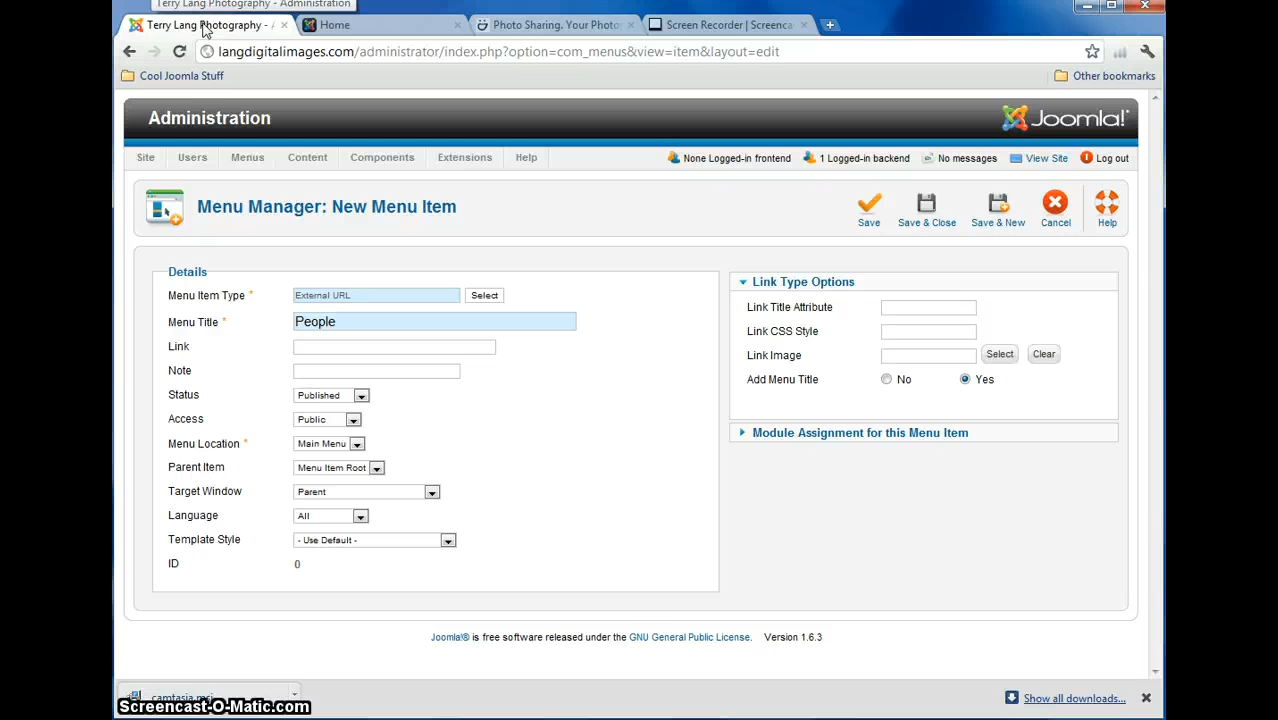 Terry Lang Photography - Administration
Terry Lang Photography - A
Home
Photo Sharing. Your Photo
Screen Recorder | Screenca
langdigitalimages.com/administrator/index.php?option=com_menus&view=item&layout=edit
Cool Joomla Stuff
Other bookmarks
Administration
Joomla!®
Site Users Menus Content Components Extensions Help
None Logged-in frontend 1 Logged-in backend No messages View Site Log out
Menu Manager: New Menu Item
Save Save & Close Save & New Cancel Help
Details
Menu Item Type * External URL Select
Menu Title * People
Link
Note
Status Published
Access Public
Menu Location * Main Menu
Parent Item Menu Item Root
Target Window Parent
Language All
Template Style - Use Default -
ID 0
Link Type Options
Link Title Attribute
Link CSS Style
Link Image Select Clear
Add Menu Title No Yes
Module Assignment for this Menu Item
Joomla!® is free software released under the GNU General Public License. Version 1.6.3
camtasia.msi
Show all downloads...
Screencast-O-Matic.com